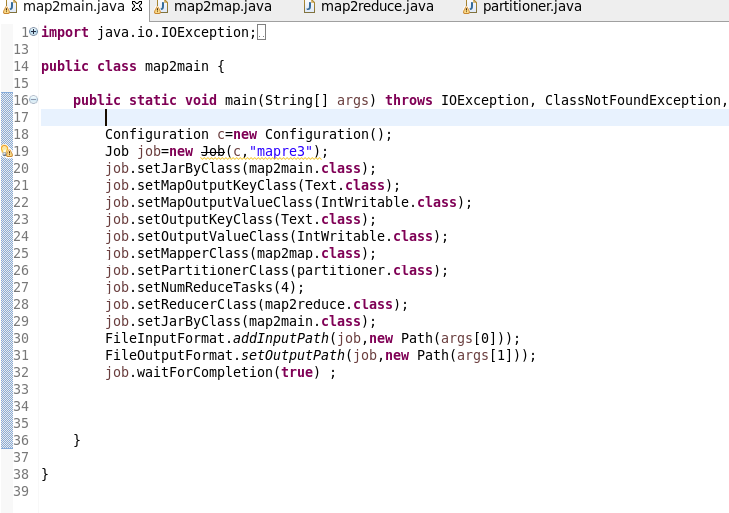 map2main.java map2map.java map2reduce.java partitioner.java
1 import java.io.IOException;
13
14 public class map2main {
15
16 public static void main(String[] args) throws IOException, ClassNotFoundException,
17
18 Configuration c=new Configuration();
19 Job job=new Job(c,"mapre3");
20 job.setJarByClass(map2main.class);
21 job.setMapOutputKeyClass(Text.class);
22 job.setMapOutputValueClass(IntWritable.class);
23 job.setOutputKeyClass(Text.class);
24 job.setOutputValueClass(IntWritable.class);
25 job.setMapperClass(map2map.class);
26 job.setPartitionerClass(partitioner.class);
27 job.setNumReduceTasks(4);
28 job.setReducerClass(map2reduce.class);
29 job.setJarByClass(map2main.class);
30 FileInputFormat.addInputPath(job,new Path(args[0]));
31 FileOutputFormat.setOutputPath(job,new Path(args[1]));
32 job.waitForCompletion(true) ;
33
34
35
36 }
37
38 }
39